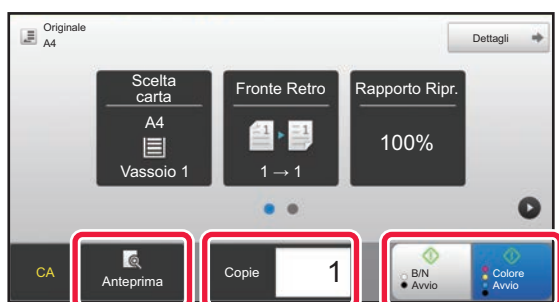 Originale
A4
Dettagli
Scelta
carta
A4
Vassoio 1
Fronte Retro
1 → 1
Rapporto Ripr.
100%
CA
Anteprima
Copie
1
B/N
Avvio
Colore
Avvio